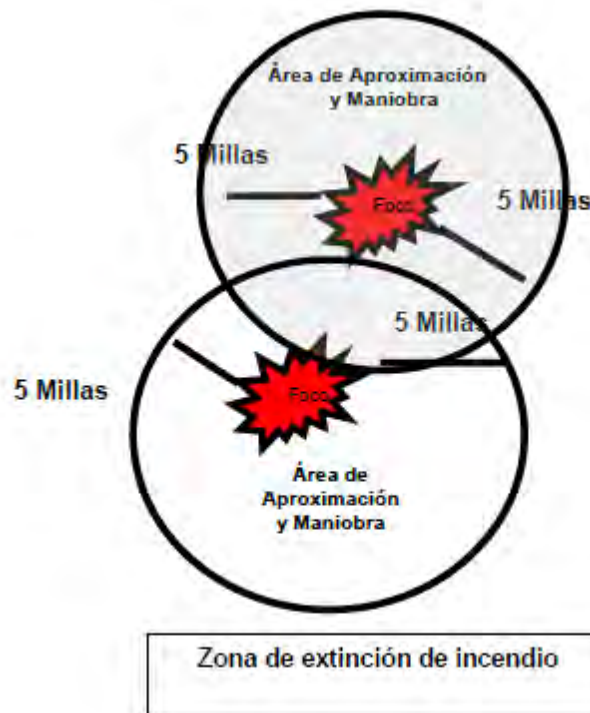 Área de Aproximación
y Maniobra
5 Millas
Foco
5 Millas
5 Millas
5 Millas
Foco
Área de
Aproximación
y Maniobra
Zona de extinción de incendio